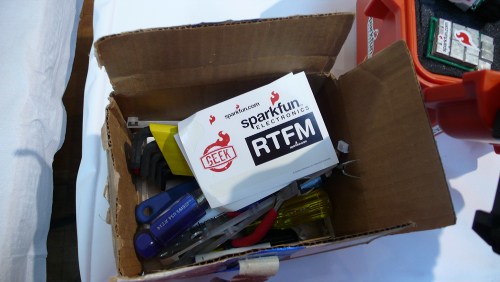 sparkfun.com
sparkfun
ELECTRONICS
GEEK
RTFM